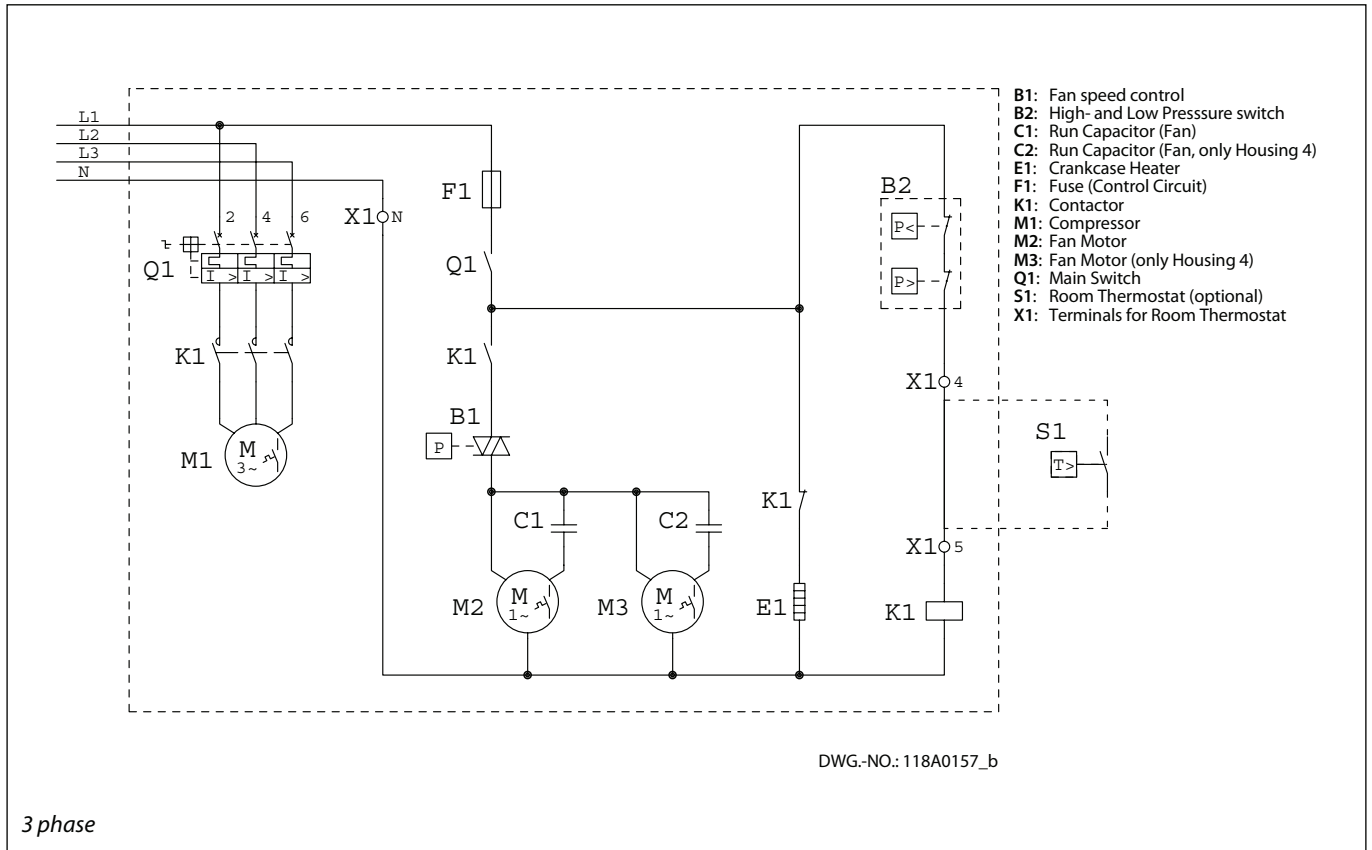 L1
L2
L3
N
2 4 6
X1 N
Q1
I > I > I >
K1
M
3~
M1
F1
Q1
K1
B1
P
C1
C2
M2
M
1~
M3
M
1~
K1
E1
B2
P<
P>
X1 4
S1
T>
X1 5
K1
B1: Fan speed control
B2: High- and Low Presssure switch
C1: Run Capacitor (Fan)
C2: Run Capacitor (Fan, only Housing 4)
E1: Crankcase Heater
F1: Fuse (Control Circuit)
K1: Contactor
M1: Compressor
M2: Fan Motor
M3: Fan Motor (only Housing 4)
Q1: Main Switch
S1: Room Thermostat (optional)
X1: Terminals for Room Thermostat
DWG.-NO.: 118A0157_b
3 phase